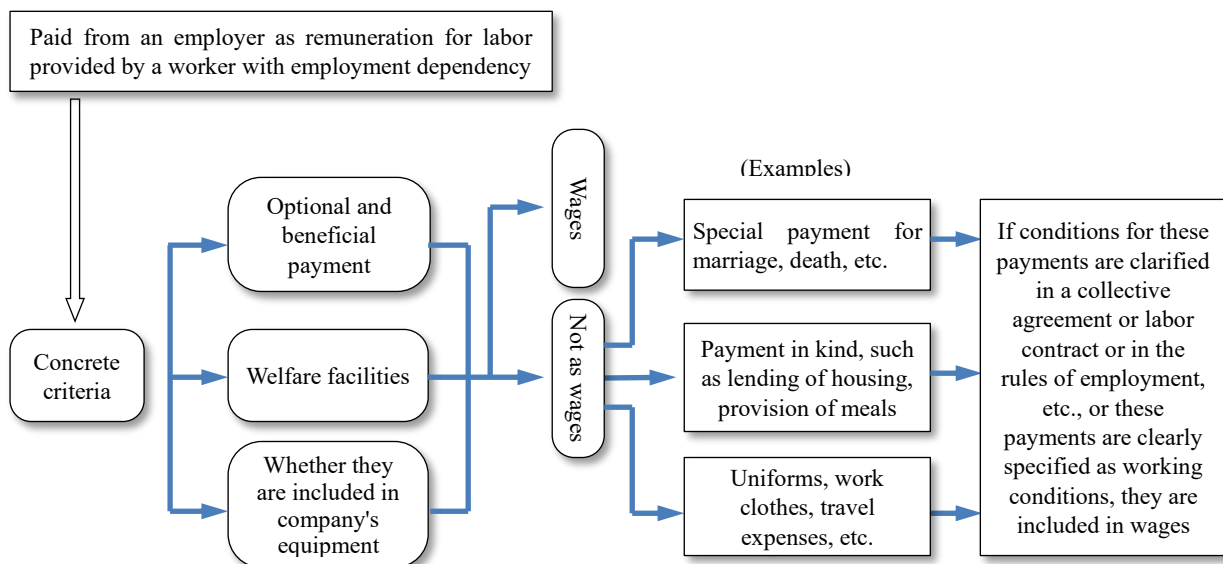 Paid from an employer as remuneration for labor
provided by a worker with employment dependency
Concrete
criteria
Optional and
beneficial
payment
Welfare facilities
Whether they
are included in
company's
equipment
Wages
Not as wages
(Examples)
Special payment for
marriage, death, etc.
Payment in kind, such
as lending of housing,
provision of meals
Uniforms, work
clothes, travel
expenses, etc.
If conditions for these
payments are clarified
in a collective
agreement or labor
contract or in the
rules of employment,
etc., or these
payments are clearly
specified as working
conditions, they are
included in wages